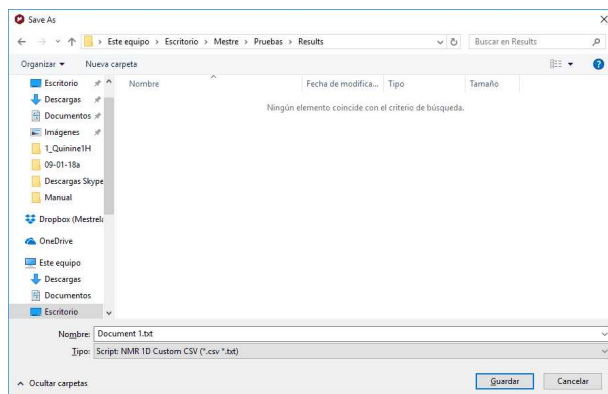 Save As
Este equipo > Escritorio > Mestre > Pruebas > Results
Buscar en Results
Organizar Nueva carpeta
Nombre Fecha de modifica... Tipo Tamaño
Ningún elemento coincide con el criterio de búsqueda.
Escritorio
Descargas
Documentos
Imágenes
1_Quinine1H
09-01-18a
Descargas Skype
Manual
Dropbox (Mestrela
OneDrive
Este equipo
Descargas
Documentos
Escritorio
Nombre: Document 1.txt
Tipo: Script: NMR 1D Custom CSV (*.csv *.txt)
Ocultar carpetas Guardar Cancelar